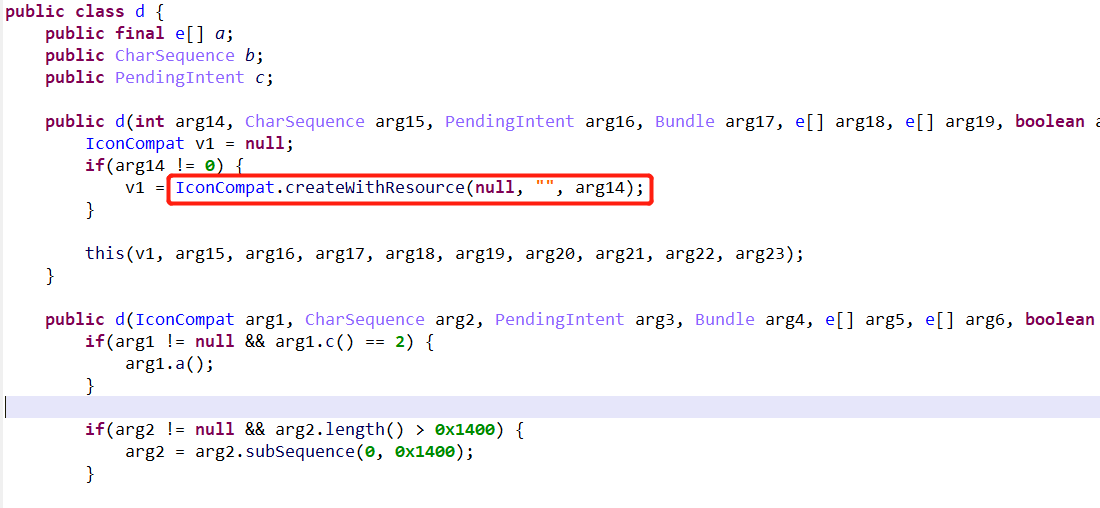 public class d {
    public final e[] a;
    public CharSequence b;
    public PendingIntent c;

    public d(int arg14, CharSequence arg15, PendingIntent arg16, Bundle arg17, e[] arg18, e[] arg19, boolean a
        IconCompat v1 = null;
        if(arg14 != 0) {
            v1 = IconCompat.createWithResource(null, "", arg14);
        }

        this(v1, arg15, arg16, arg17, arg18, arg19, arg20, arg21, arg22, arg23);
    }

    public d(IconCompat arg1, CharSequence arg2, PendingIntent arg3, Bundle arg4, e[] arg5, e[] arg6, boolean
        if(arg1 != null && arg1.c() == 2) {
            arg1.a();
        }

        if(arg2 != null && arg2.length() > 0x1400) {
            arg2 = arg2.subSequence(0, 0x1400);
        }